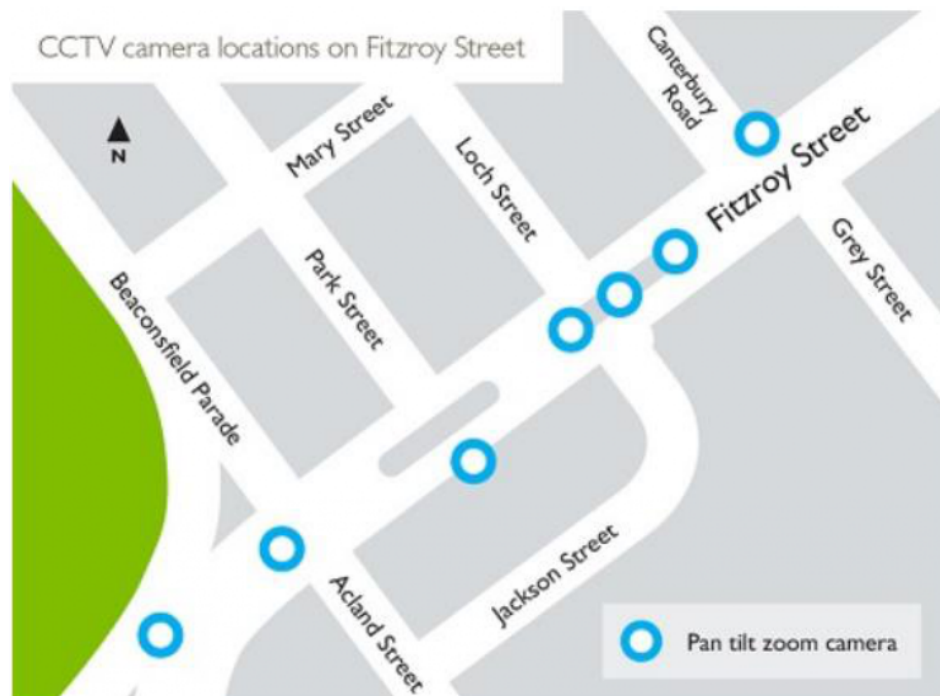 CCTV camera locations on Fitzroy Street
N
Canterbury
Road
Mary Street
Loch Street
Fitzroy Street
Park Street
Grey Street
Beaconsfield Parade
Jackson Street
Acland Street
Pan tilt zoom camera